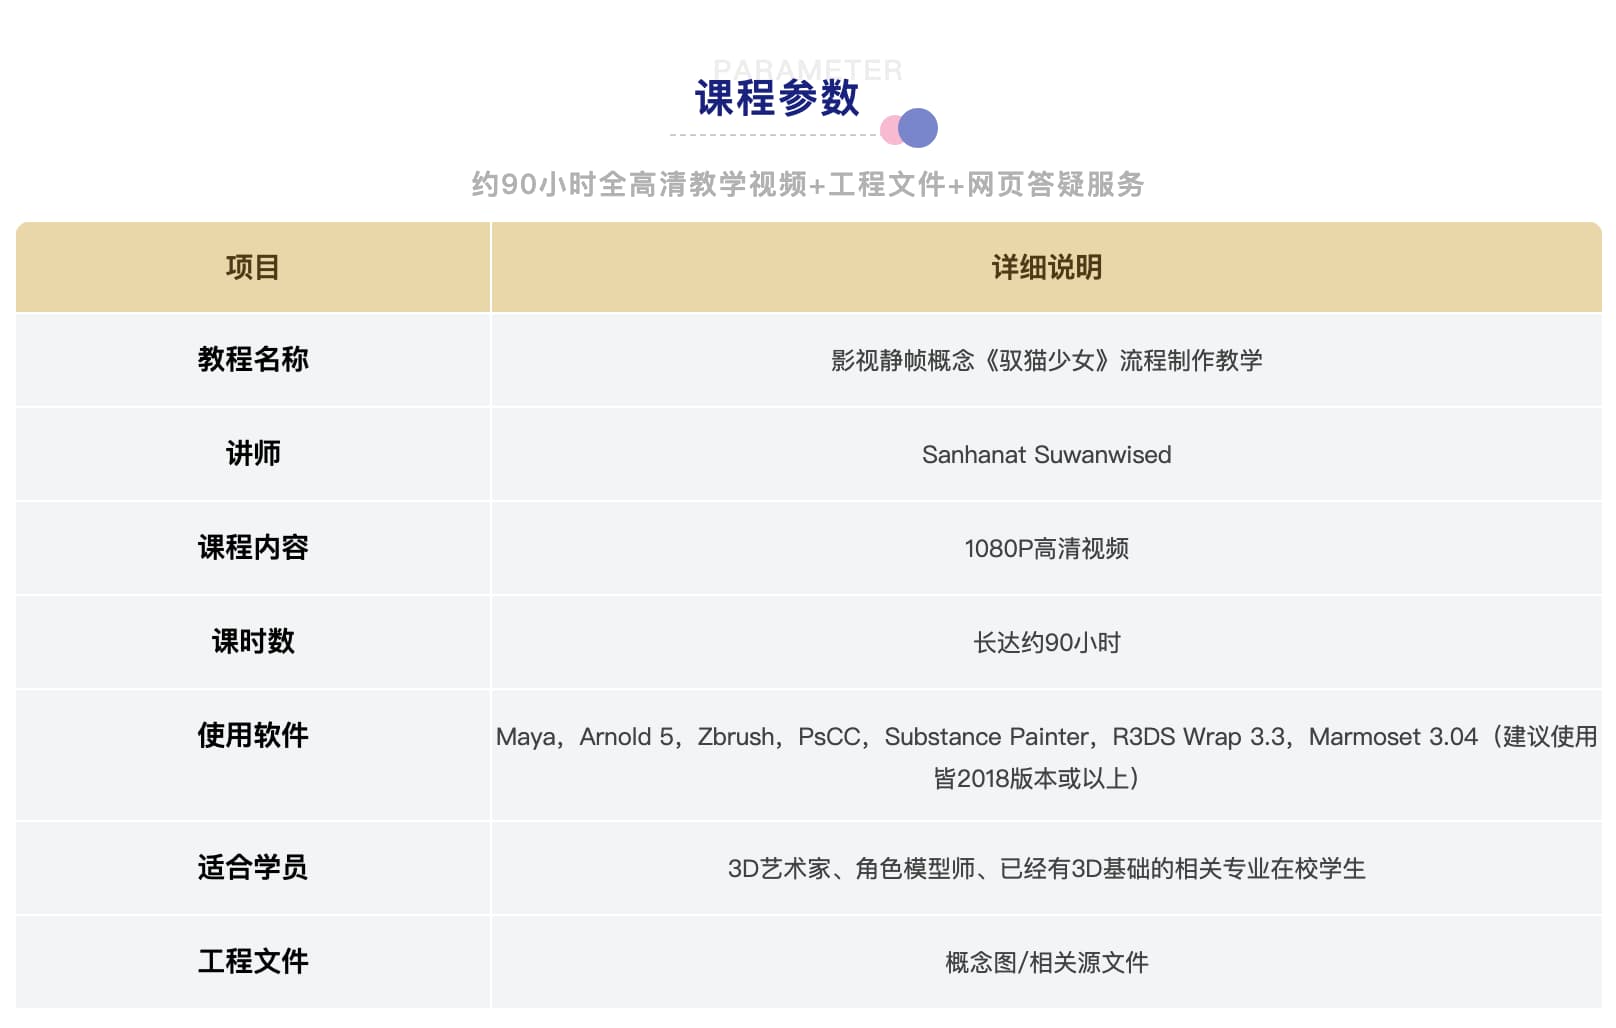 PARAMETER
课程参数
约90小时全高清教学视频+工程文件+网页答疑服务
项目
详细说明
教程名称
影视静帧概念《驭猫少女》流程制作教学
讲师
Sanhanat Suwanwised
课程内容
1080P高清视频
课时数
长达约90小时
使用软件
Maya，Arnold 5，Zbrush，PsCC，Substance Painter，R3DS Wrap 3.3，Marmoset 3.04（建议使用
皆2018版本或以上）
适合学员
3D艺术家、角色模型师、已经有3D基础的相关专业在校学生
工程文件
概念图/相关源文件